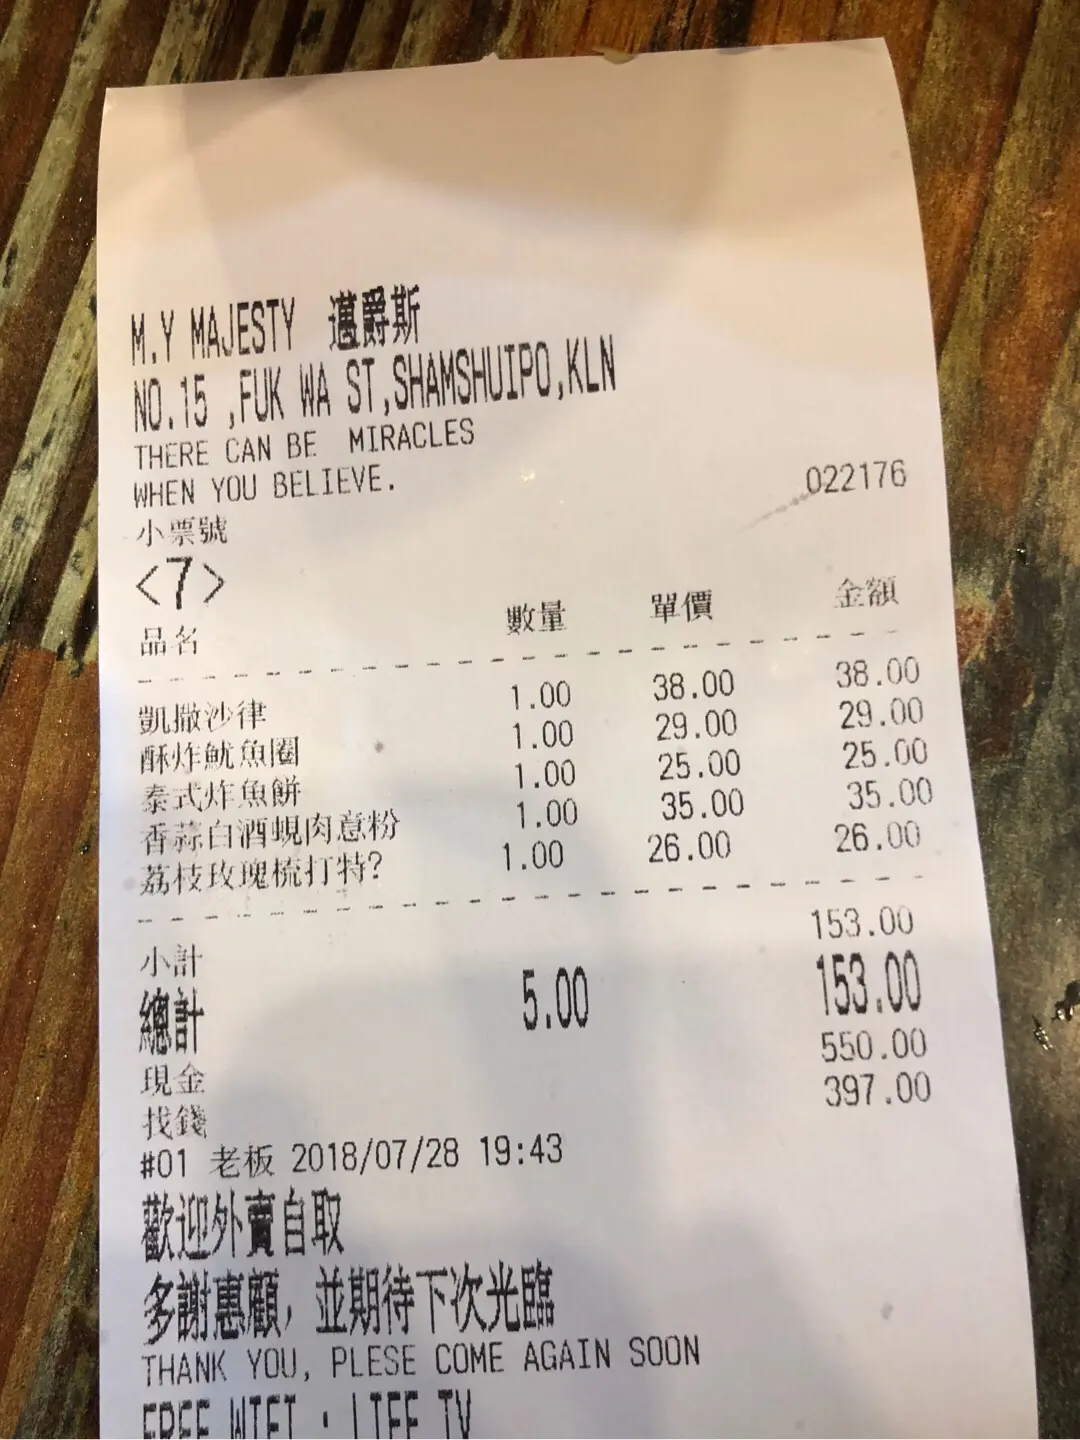 M.Y MAJESTY 邁爵斯
NO.15 ,FUK WA ST,SHAMSHUIPO,KLN
THERE CAN BE MIRACLES
WHEN YOU BELIEVE.
小票號 022176
<7>
品名 數量 單價 金額
凱撒沙律 1.00 38.00 38.00
酥炸魷魚圈 1.00 29.00 29.00
泰式炸魚餅 1.00 25.00 25.00
香蒜白酒蜆肉意粉 1.00 35.00 35.00
荔枝玫瑰梳打特? 1.00 26.00 26.00
小計 153.00
總計 5.00 153.00
現金 550.00
找錢 397.00
#01 老板 2018/07/28 19:43
歡迎外賣自取
多謝惠顧，並期待下次光臨
THANK YOU, PLESE COME AGAIN SOON
FREE WIFI · LIFE TV